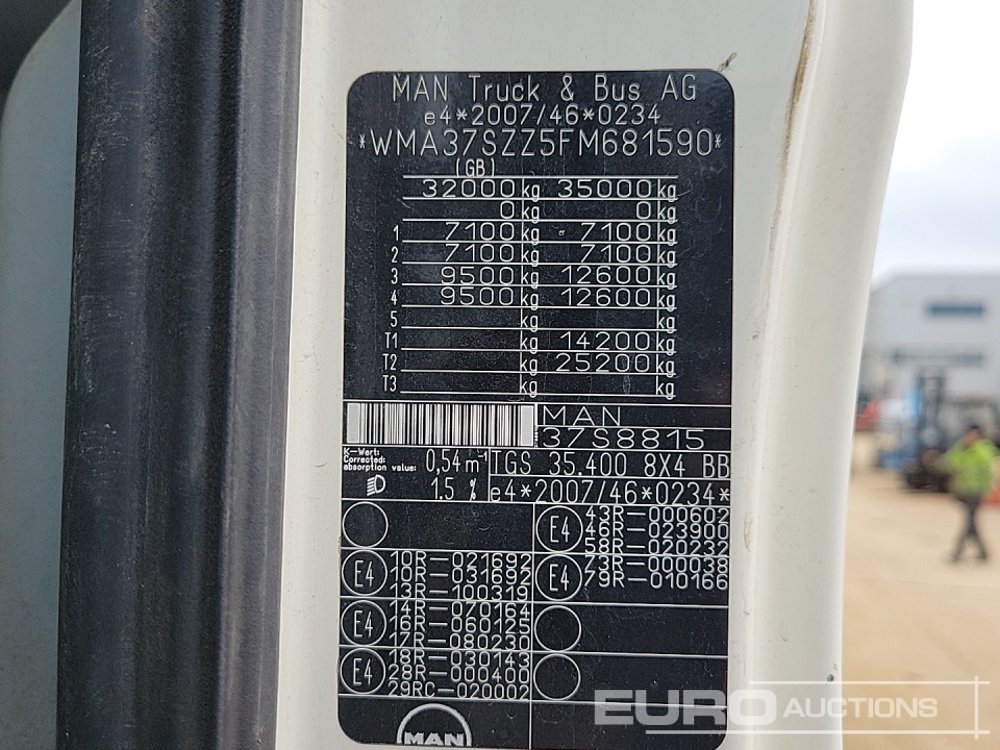 MAN Truck & Bus AG
e4*2007/46*0234
*WMA37SZZ5FM681590*
(GB)
32000 kg 35000 kg
0 kg 0 kg
1 7100 kg - 7100 kg
2 7100 kg 7100 kg
3 9500 kg - 12600 kg
4 9500 kg - 12600 kg
5 kg kg
T1 kg 14200 kg
T2 kg 25200 kg
T3 kg kg
MAN
37S8815
K-Wert:
Corrected
absorption value: 0,54 m-1
TGS 35.400 8X4 BB
1.5 %
e4*2007/46*0234*
E4 43R-000602
46R-023900
58R-020232
E4 10R-021692
10R-031692
13R-100319
E4 73R-000038
79R-010166
E4 14R-070164
16R-060125
17R-080230
E4 18R-030143
28R-000400
29RC-020002
MAN
EURO AUCTIONS